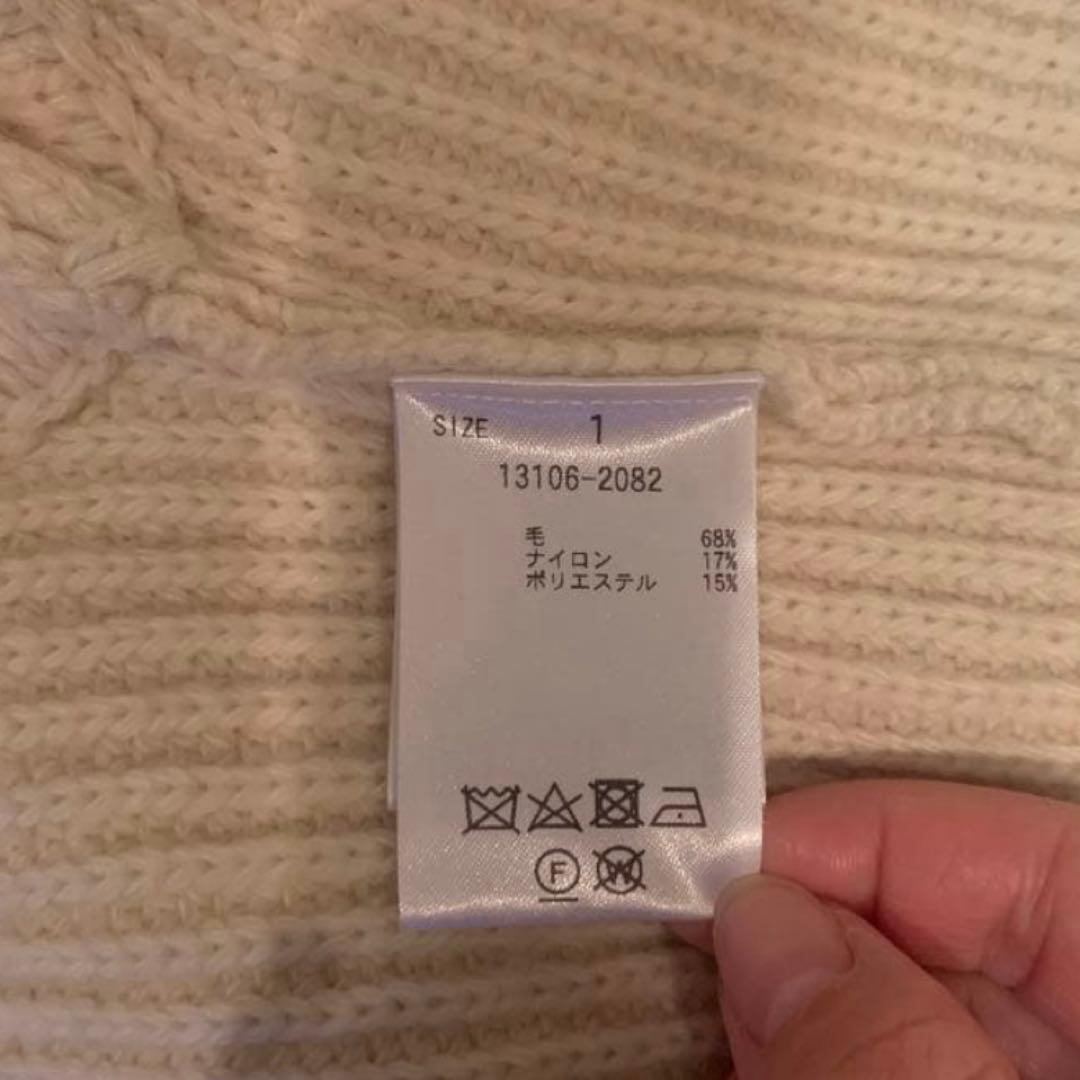 SIZE 1
13106-2082
毛 68%
ナイロン 17%
ポリエステル 15%
F W